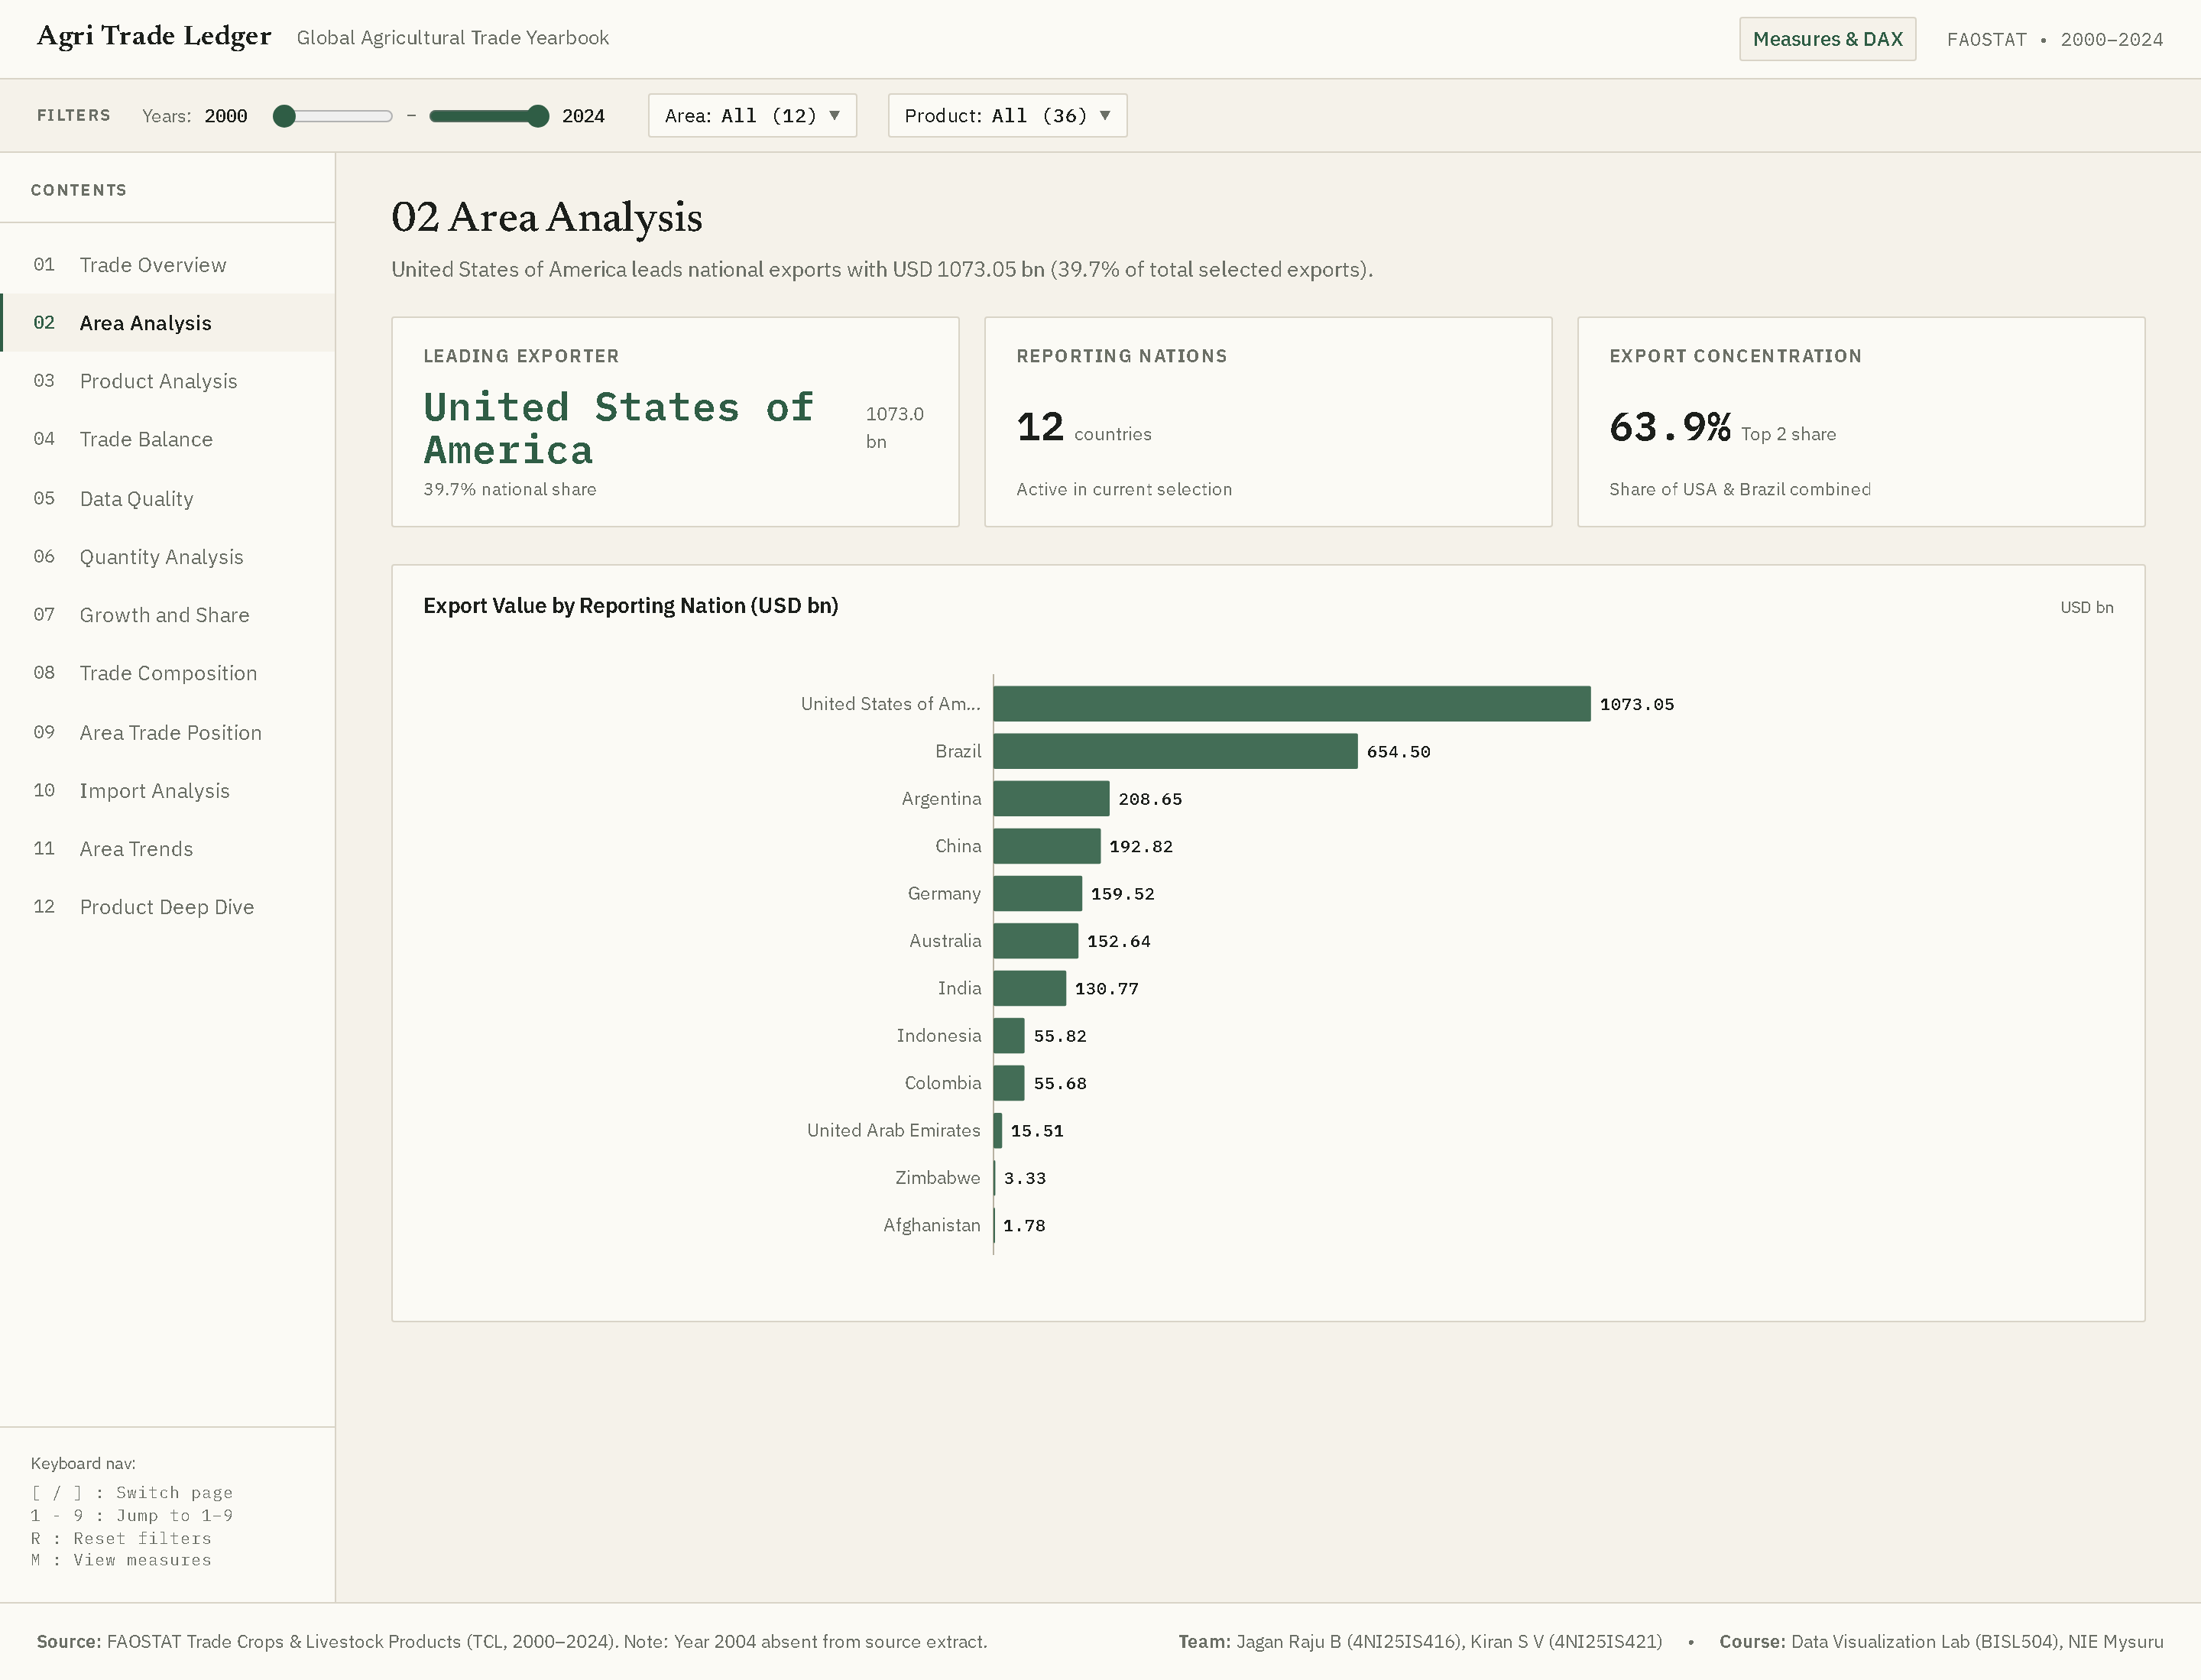 Agri Trade Ledger Global Agricultural Trade Yearbook Measures & DAX FAOSTAT • 2000–2024
FILTERS Years: 2000 – 2024 Area: All (12) ▼ Product: All (36) ▼
CONTENTS
01 Trade Overview
02 Area Analysis
03 Product Analysis
04 Trade Balance
05 Data Quality
06 Quantity Analysis
07 Growth and Share
08 Trade Composition
09 Area Trade Position
10 Import Analysis
11 Area Trends
12 Product Deep Dive
Keyboard nav:
[ / ] : Switch page
1 - 9 : Jump to 1–9
R : Reset filters
M : View measures
02 Area Analysis
United States of America leads national exports with USD 1073.05 bn (39.7% of total selected exports).
LEADING EXPORTER
United States of
America
1073.0
bn
39.7% national share
REPORTING NATIONS
12 countries
Active in current selection
EXPORT CONCENTRATION
63.9% Top 2 share
Share of USA & Brazil combined
Export Value by Reporting Nation (USD bn) USD bn
United States of Am... 1073.05
Brazil 654.50
Argentina 208.65
China 192.82
Germany 159.52
Australia 152.64
India 130.77
Indonesia 55.82
Colombia 55.68
United Arab Emirates 15.51
Zimbabwe 3.33
Afghanistan 1.78
Source: FAOSTAT Trade Crops & Livestock Products (TCL, 2000–2024). Note: Year 2004 absent from source extract. Team: Jagan Raju B (4NI25IS416), Kiran S V (4NI25IS421) • Course: Data Visualization Lab (BISL504), NIE Mysuru